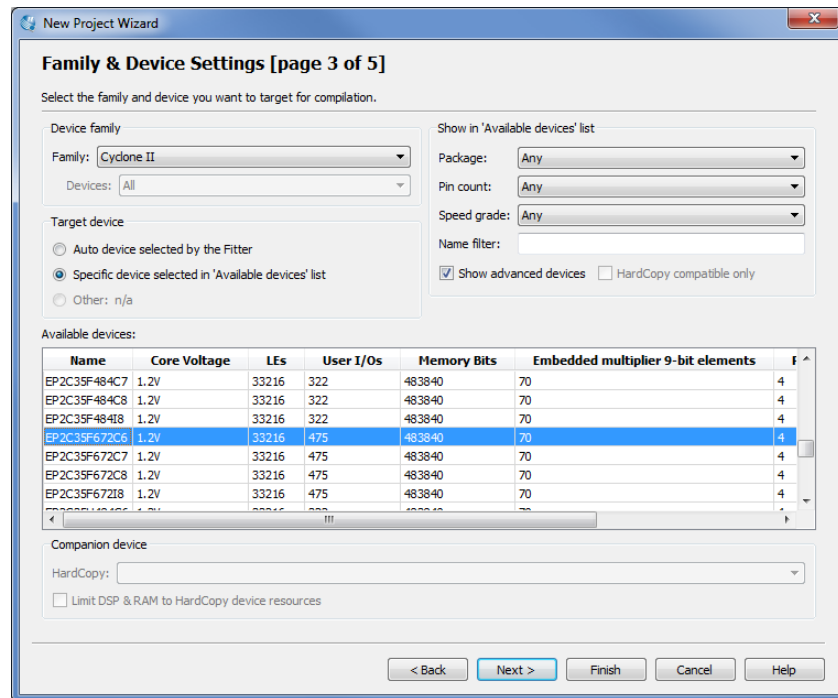 New Project Wizard
Family & Device Settings [page 3 of 5]
Select the family and device you want to target for compilation.
Device family
Family: Cyclone II
Devices: All
Show in 'Available devices' list
Package: Any
Pin count: Any
Speed grade: Any
Name filter:
Show advanced devices HardCopy compatible only
Target device
Auto device selected by the Fitter
Specific device selected in 'Available devices' list
Other: n/a
Available devices:
Name Core Voltage LEs User I/Os Memory Bits Embedded multiplier 9-bit elements
EP2C35F484C7 1.2V 33216 322 483840 70 4
EP2C35F484C8 1.2V 33216 322 483840 70 4
EP2C35F484I8 1.2V 33216 322 483840 70 4
EP2C35F672C6 1.2V 33216 475 483840 70 4
EP2C35F672C7 1.2V 33216 475 483840 70 4
EP2C35F672C8 1.2V 33216 475 483840 70 4
EP2C35F672I8 1.2V 33216 475 483840 70 4
Companion device
HardCopy:
Limit DSP & RAM to HardCopy device resources
< Back Next > Finish Cancel Help